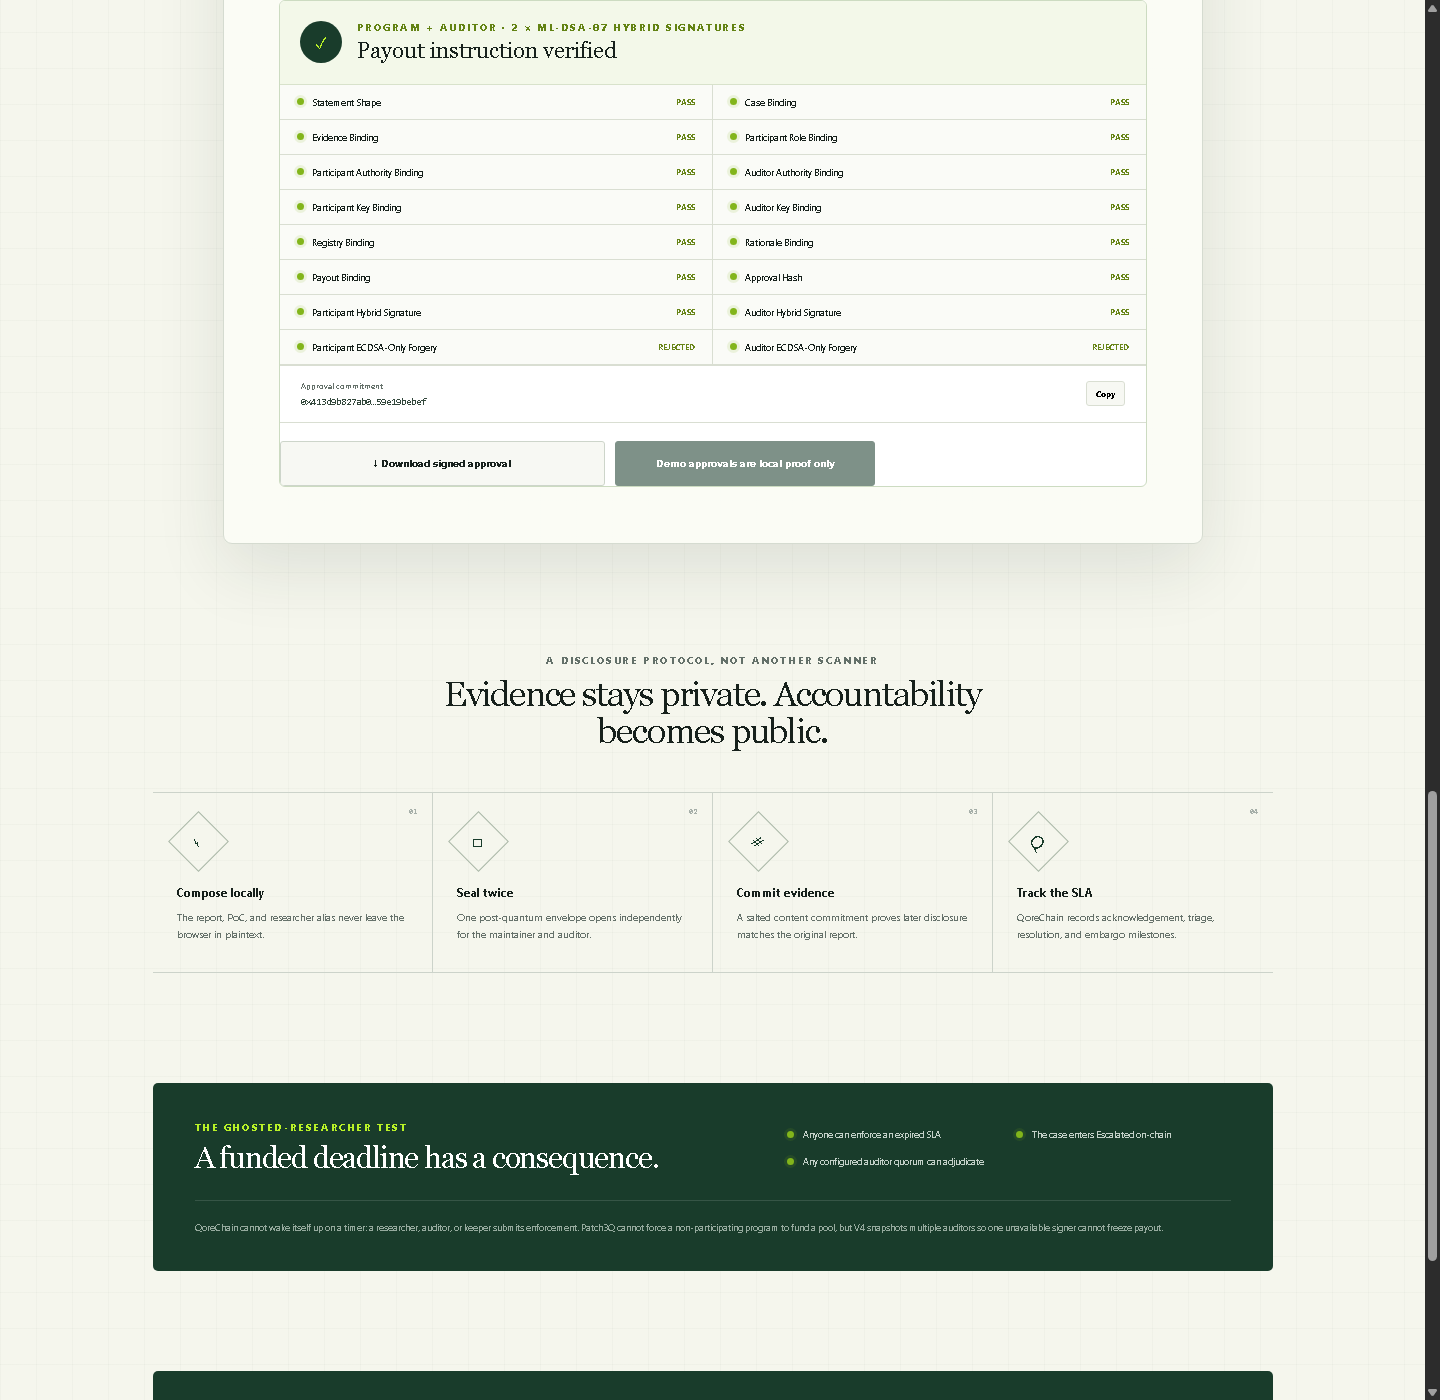 PROGRAM + AUDITOR · 2 × ML-DSA-87 HYBRID SIGNATURES
Payout instruction verified
Statement Shape PASS
Case Binding PASS
Evidence Binding PASS
Participant Role Binding PASS
Participant Authority Binding PASS
Auditor Authority Binding PASS
Participant Key Binding PASS
Auditor Key Binding PASS
Registry Binding PASS
Rationale Binding PASS
Payout Binding PASS
Approval Hash PASS
Participant Hybrid Signature PASS
Auditor Hybrid Signature PASS
Participant ECDSA-Only Forgery REJECTED
Auditor ECDSA-Only Forgery REJECTED
Approval commitment
0x413d9b827ab0…59e19bebef
Copy
↓ Download signed approval
Demo approvals are local proof only
A DISCLOSURE PROTOCOL, NOT ANOTHER SCANNER
Evidence stays private. Accountability
becomes public.
01
Compose locally
The report, PoC, and researcher alias never leave the
browser in plaintext.
02
Seal twice
One post-quantum envelope opens independently
for the maintainer and auditor.
03
Commit evidence
A salted content commitment proves later disclosure
matches the original report.
04
Track the SLA
QoreChain records acknowledgement, triage,
resolution, and embargo milestones.
THE GHOSTED-RESEARCHER TEST
A funded deadline has a consequence.
Anyone can enforce an expired SLA
The case enters Escalated on-chain
Any configured auditor quorum can adjudicate
QoreChain cannot wake itself up on a timer: a researcher, auditor, or keeper submits enforcement. Patch3Q cannot force a non-participating program to fund a pool, but V4 snapshots multiple auditors so one unavailable signer cannot freeze payout.